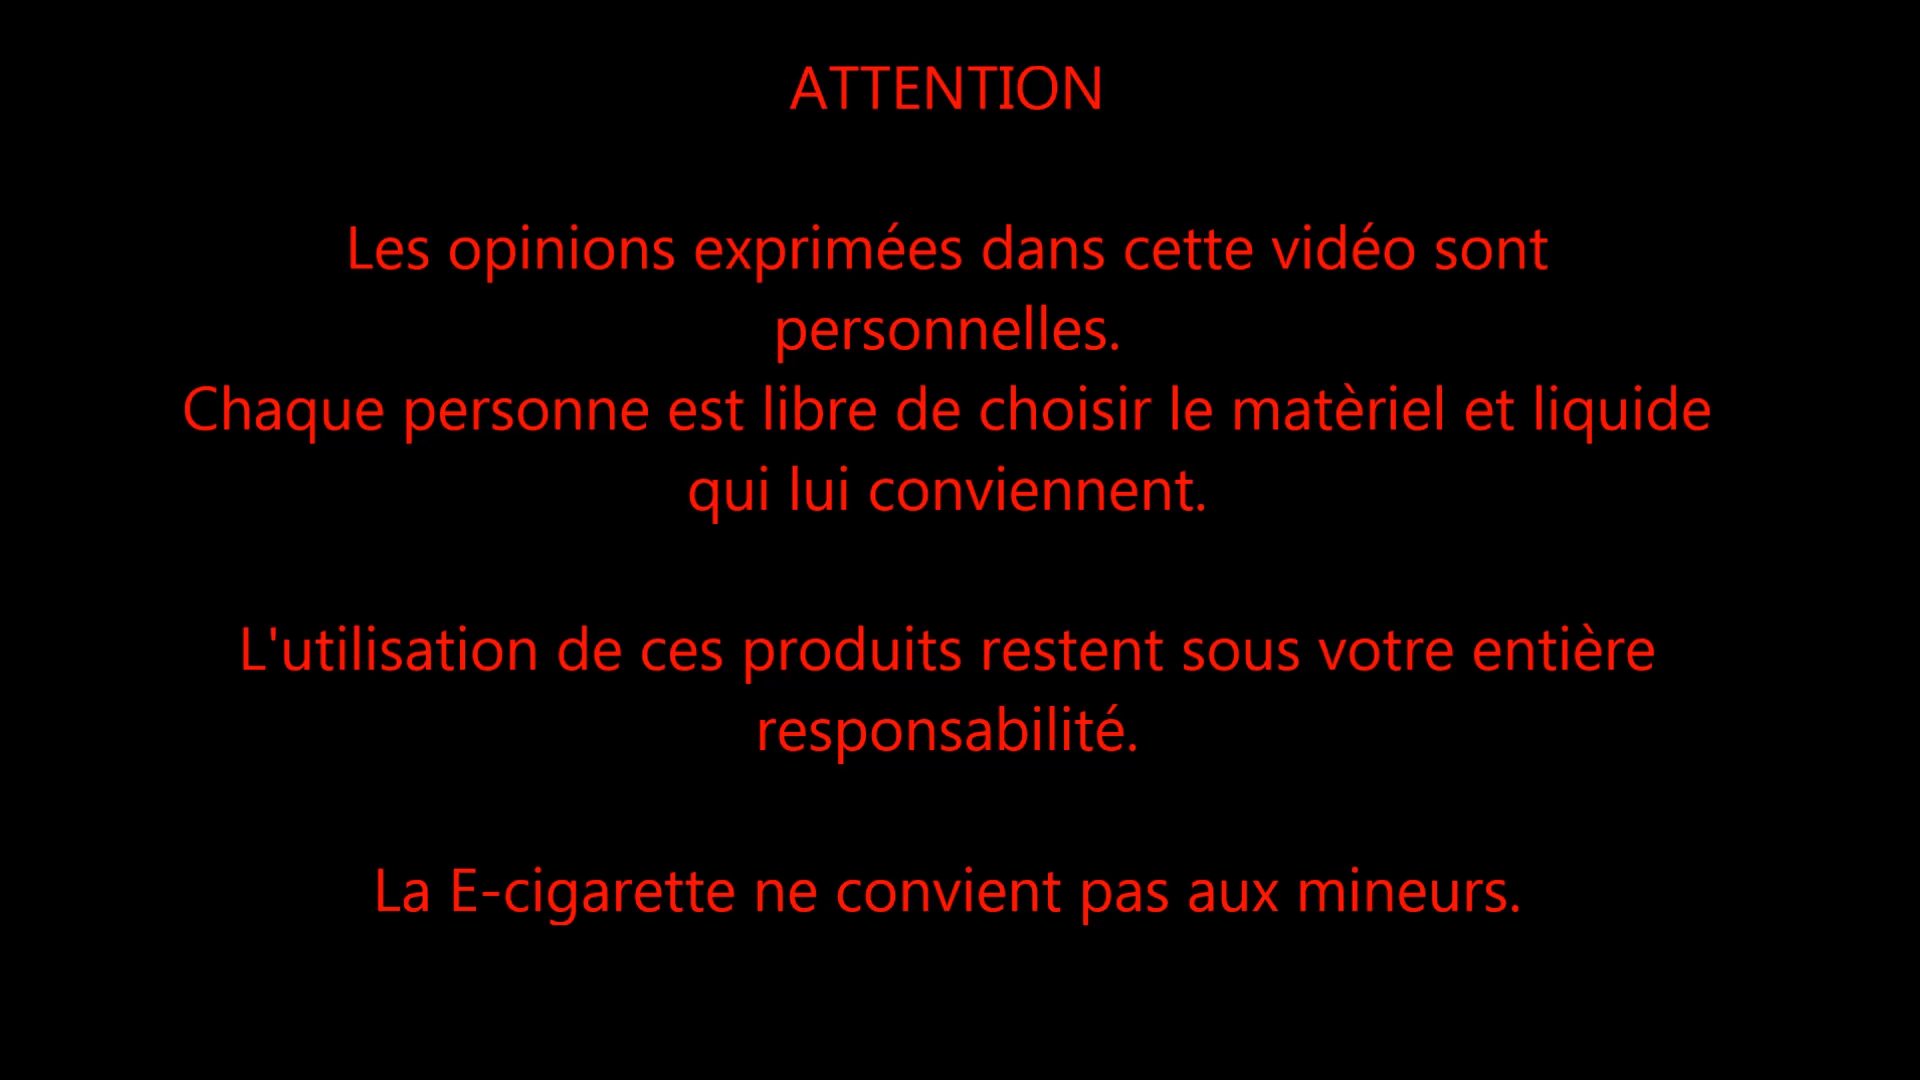 ATTENTION
Les opinions exprimées dans cette vidéo sont
personnelles.
Chaque personne est libre de choisir le matèriel et liquide
qui lui conviennent.
L'utilisation de ces produits restent sous votre entière
responsabilité.
La E-cigarette ne convient pas aux mineurs.